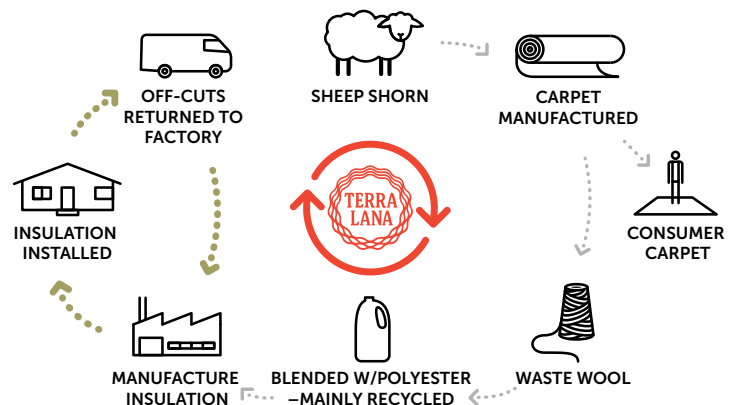 SHEEP SHORN
CARPET
MANUFACTURED
CONSUMER
CARPET
WASTE WOOL
BLENDED W/POLYESTER
–MAINLY RECYCLED
MANUFACTURE
INSULATION
INSULATION
INSTALLED
OFF-CUTS
RETURNED TO
FACTORY
TERRA
LANA